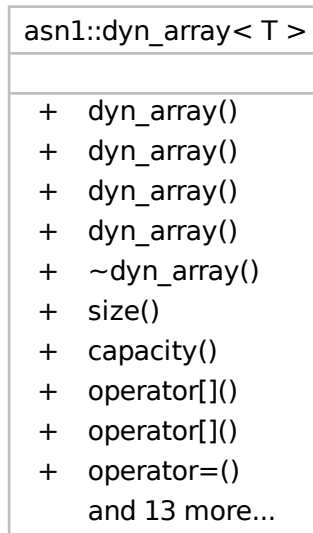 asn1::dyn_array< T >
+ dyn_array()
+ dyn_array()
+ dyn_array()
+ dyn_array()
+ ~dyn_array()
+ size()
+ capacity()
+ operator[]()
+ operator[]()
+ operator=()
and 13 more...